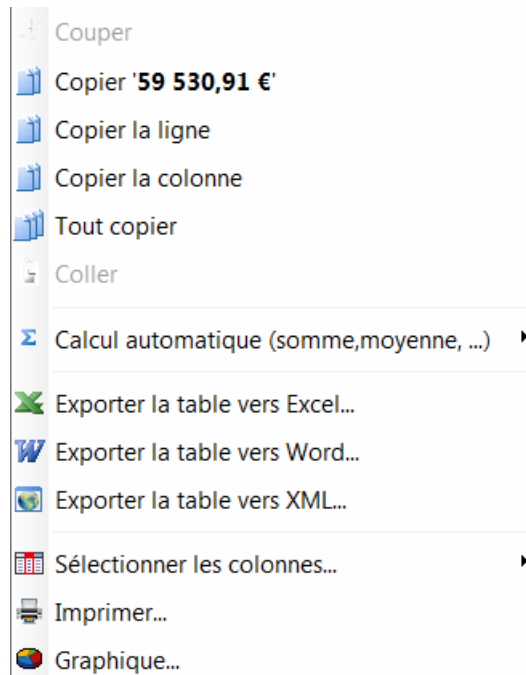 Couper
Copier '59 530,91 €'
Copier la ligne
Copier la colonne
Tout copier
Coller
Calcul automatique (somme,moyenne, ...)
Exporter la table vers Excel...
Exporter la table vers Word...
Exporter la table vers XML...
Sélectionner les colonnes...
Imprimer...
Graphique...